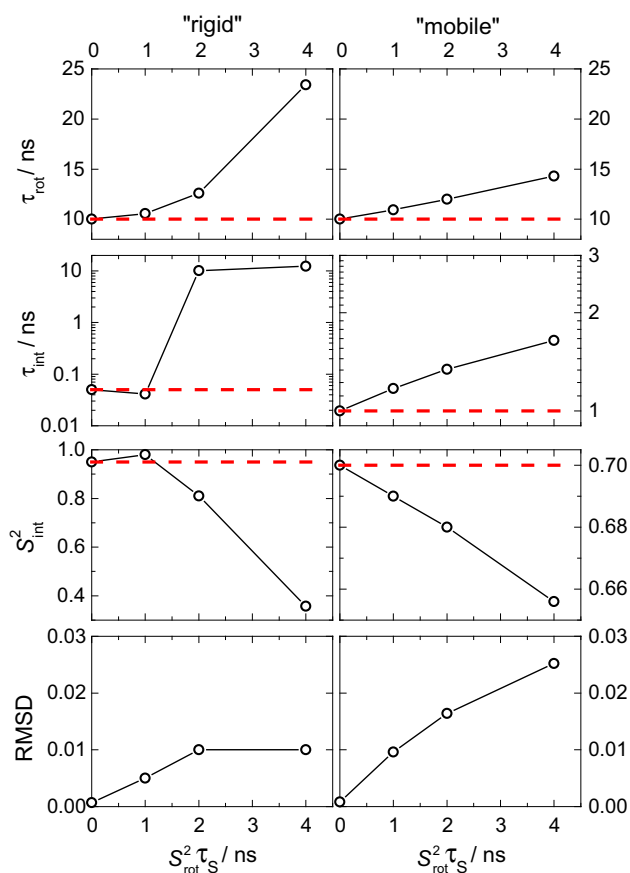 "rigid" "mobile"
0 1 2 3 4 0 1 2 3 4
25 25
20 20
τrot / ns
15 15
10 10
10 3
1 2
τint / ns
0.1
0.01 1
1.0 0.70
0.8
S²int 0.68
0.6
0.4 0.66
0.03 0.03
0.02 0.02
RMSD
0.01 0.01
0.00 0.00
0 1 2 3 4 0 1 2 3 4
S²rot τS / ns S²rot τS / ns